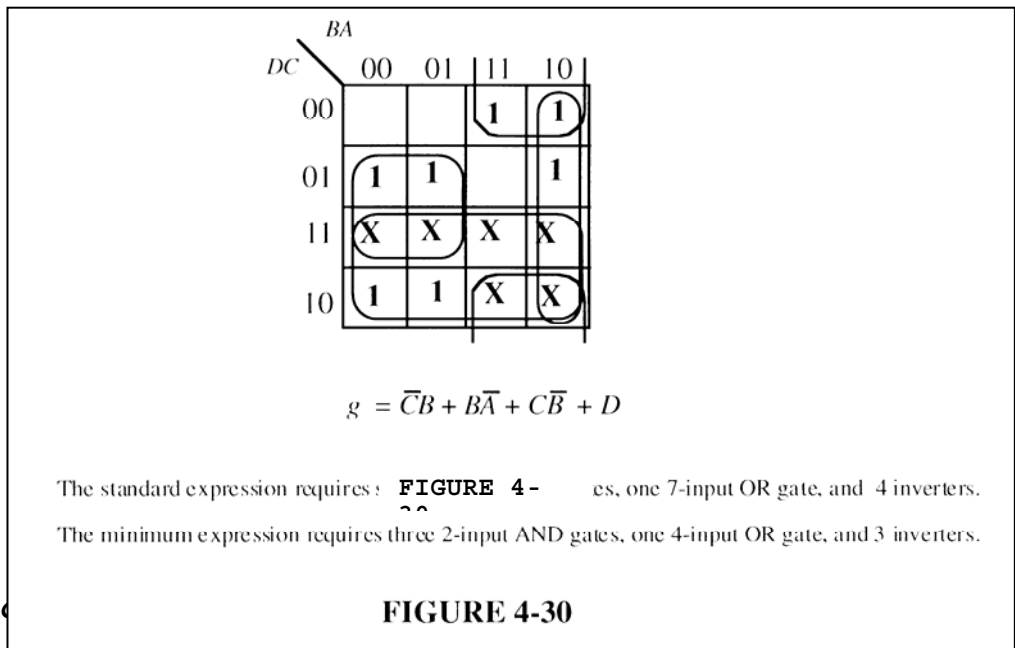 BA
DC 00 01 11 10
00 1 1
01 1 1 1
11 X X X X
10 1 1 X X
g = C̅B + BA̅ + CB̅ + D
The standard expression requires FIGURE 4- es, one 7-input OR gate, and 4 inverters.
The minimum expression requires three 2-input AND gates, one 4-input OR gate, and 3 inverters.
FIGURE 4-30